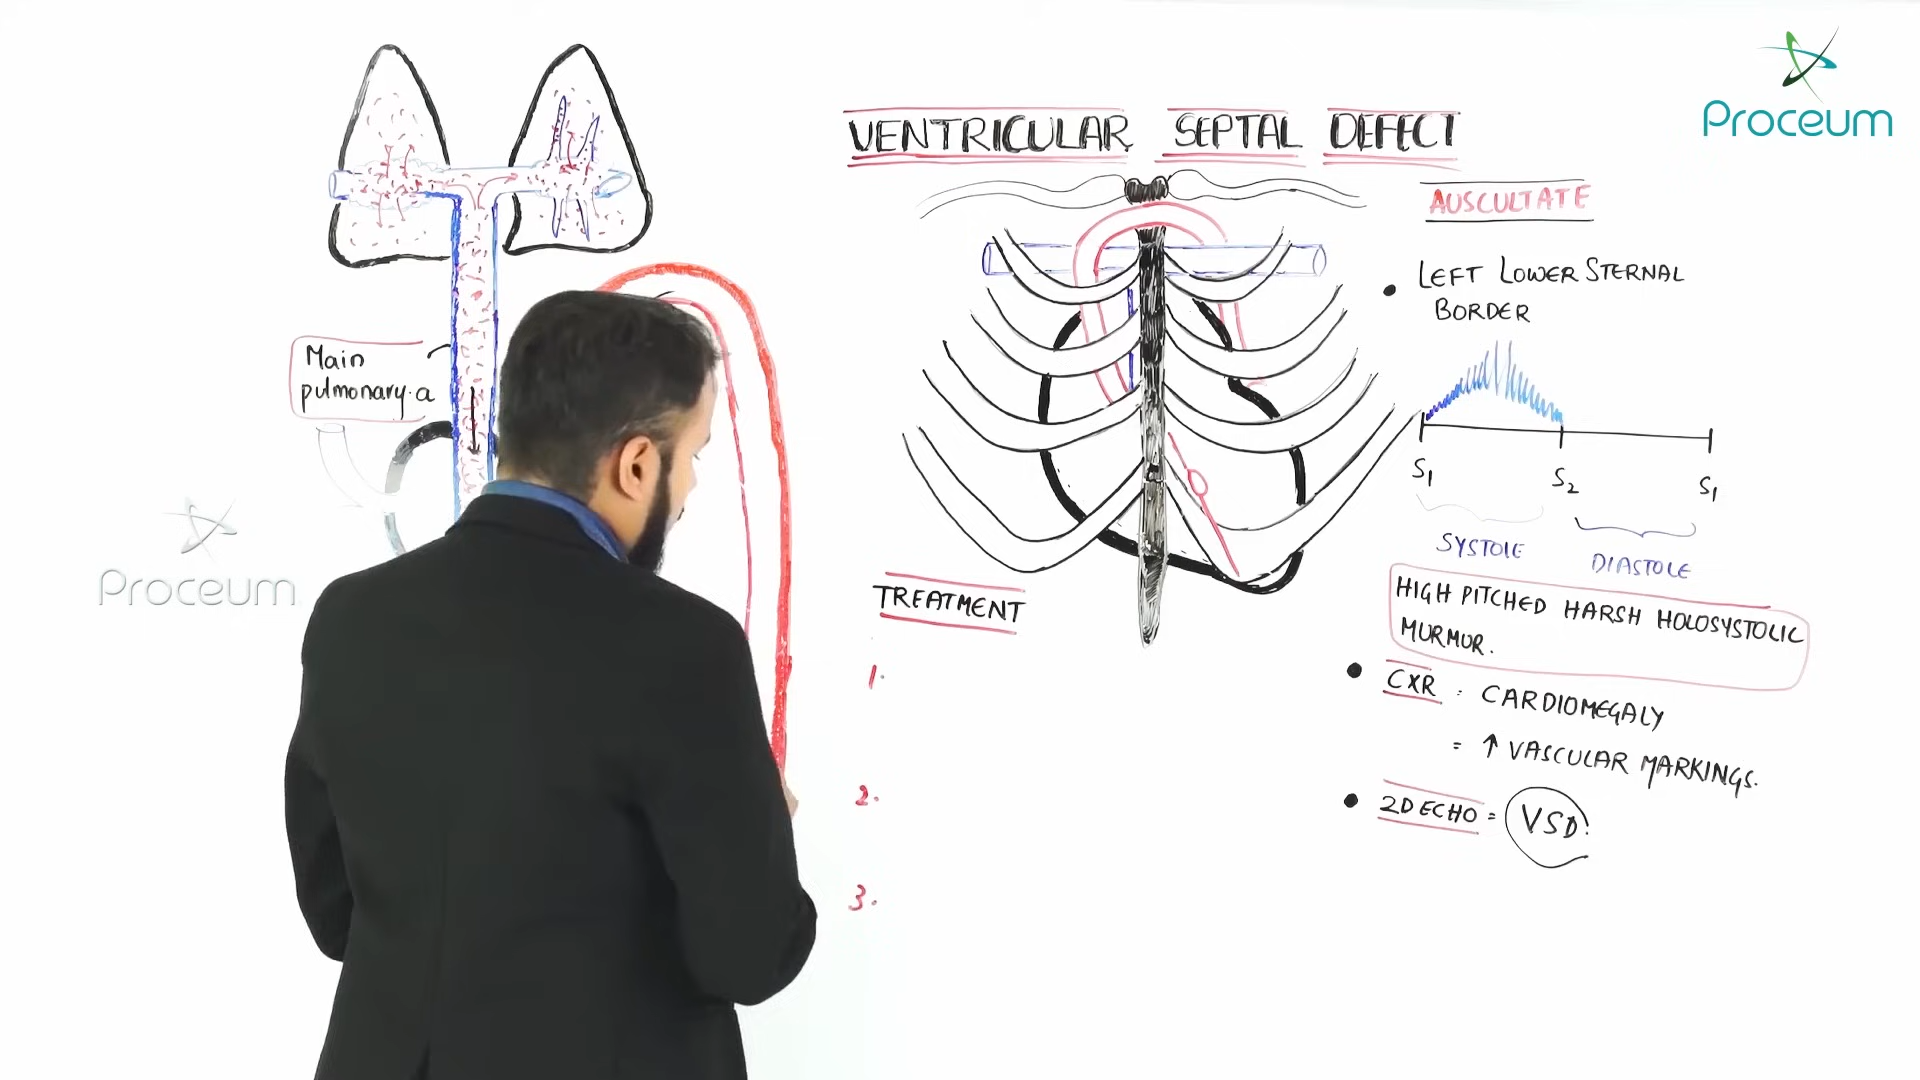 Proceum
VENTRICULAR SEPTAL DEFECT
AUSCULTATE
LEFT LOWER STERNAL
BORDER
Main
pulmonary.a
S1 S2 S1
SYSTOLE DIASTOLE
HIGH PITCHED HARSH HOLOSYSTOLIC
MURMUR.
TREATMENT
1.
2.
3.
CXR : CARDIOMEGALY
= ↑ VASCULAR MARKINGS.
2D ECHO = VSD.
Proceum